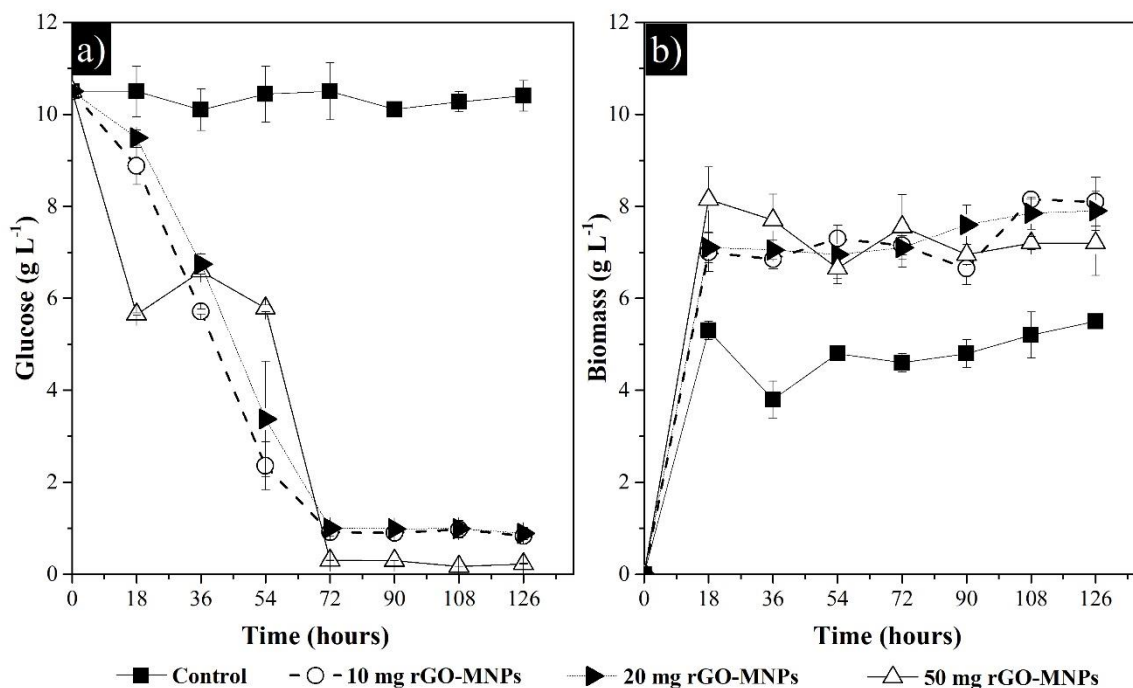 a)
Glucose (g L⁻¹)
12
10
8
6
4
2
0
0 18 36 54 72 90 108 126
Time (hours)
b)
Biomass (g L⁻¹)
12
10
8
6
4
2
0
0 18 36 54 72 90 108 126
Time (hours)
Control 10 mg rGO-MNPs 20 mg rGO-MNPs 50 mg rGO-MNPs